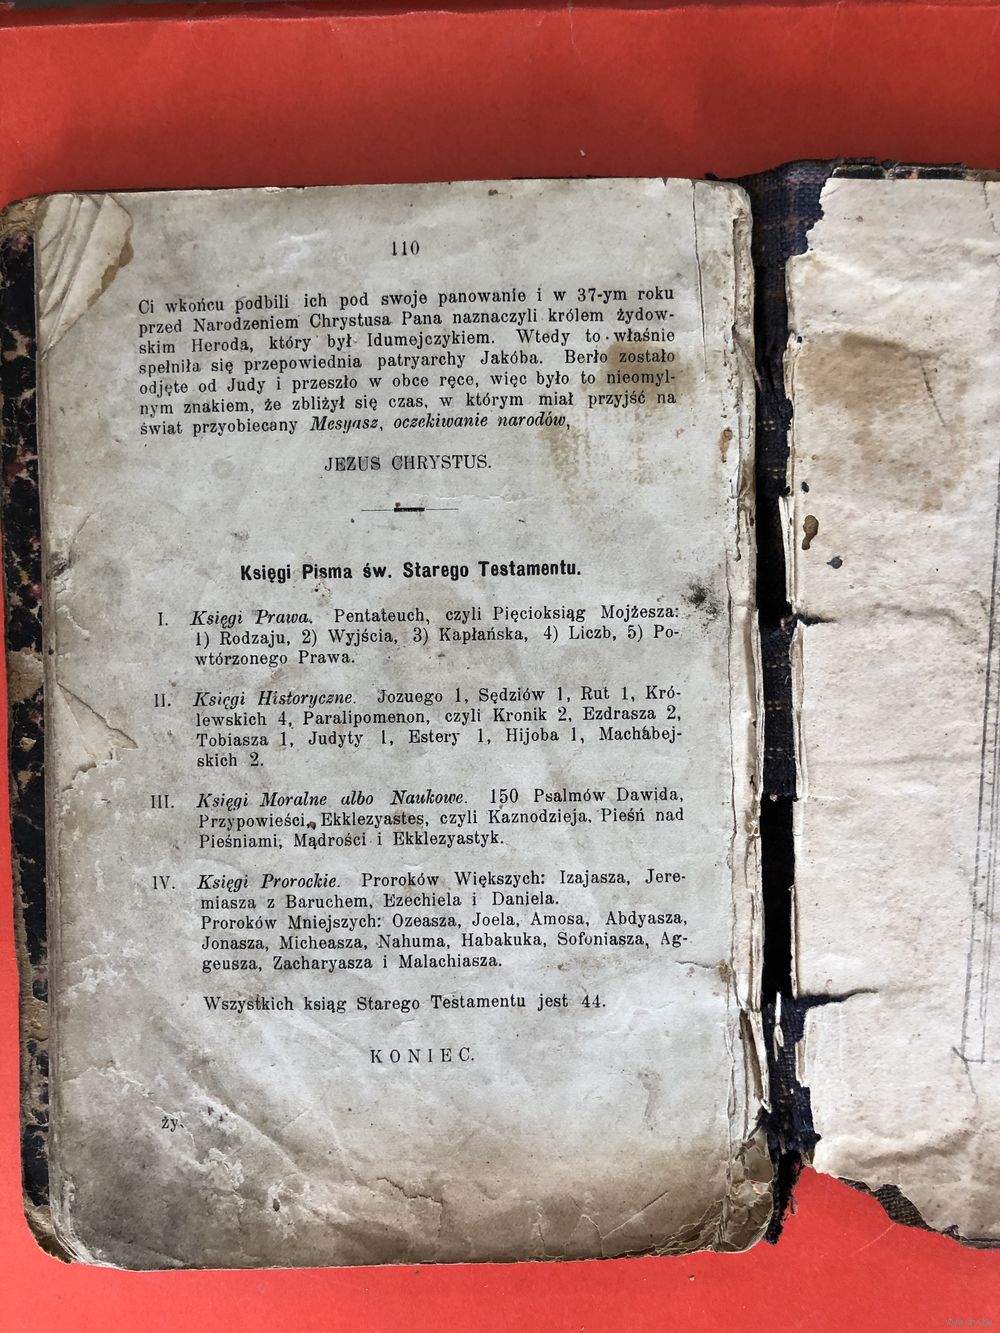 110
Ci wkońcu podbili ich pod swoje panowanie i w 37-ym roku
przed Narodzeniem Chrystusa Pana naznaczyli królem żydow-
skim Heroda, który był Idumejczykiem. Wtedy to właśnie
spełniła się przepowiednia patryarchy Jakóba. Berło zostało
odjęte od Judy i przeszło w obce ręce, więc było to nieomyl-
nym znakiem, że zbliżył się czas, w którym miał przyjść na
świat przyobiecany Mesyasz, oczekiwanie narodów,
JEZUS CHRYSTUS.
Księgi Pisma św. Starego Testamentu.
I. Księgi Prawa. Pentateuch, czyli Pięcioksiąg Mojżesza:
1) Rodzaju, 2) Wyjścia, 3) Kapłańska, 4) Liczb, 5) Po-
wtórzonego Prawa.
II. Księgi Historyczne. Jozuego 1, Sędziów 1, Rut 1, Kró-
lewskich 4, Paralipomenon, czyli Kronik 2, Ezdrasza 2,
Tobiasza 1, Judyty 1, Estery 1, Hijoba 1, Machabej-
skich 2.
III. Księgi Moralne albo Naukowe. 150 Psalmów Dawida,
Przypowieści, Ekklezyastes, czyli Kaznodzieja, Pieśń nad
Pieśniami, Mądrości i Ekklezyastyk.
IV. Księgi Prorockie. Proroków Większych: Izajasza, Jere-
miasza z Baruchem, Ezechiela i Daniela.
Proroków Mniejszych: Ozeasza, Joela, Amosa, Abdyasza,
Jonasza, Micheasza, Nahuma, Habakuka, Sofoniasza, Ag-
geusza, Zacharyasza i Malachiasza.
Wszystkich ksiąg Starego Testamentu jest 44.
KONIEC.
ży.